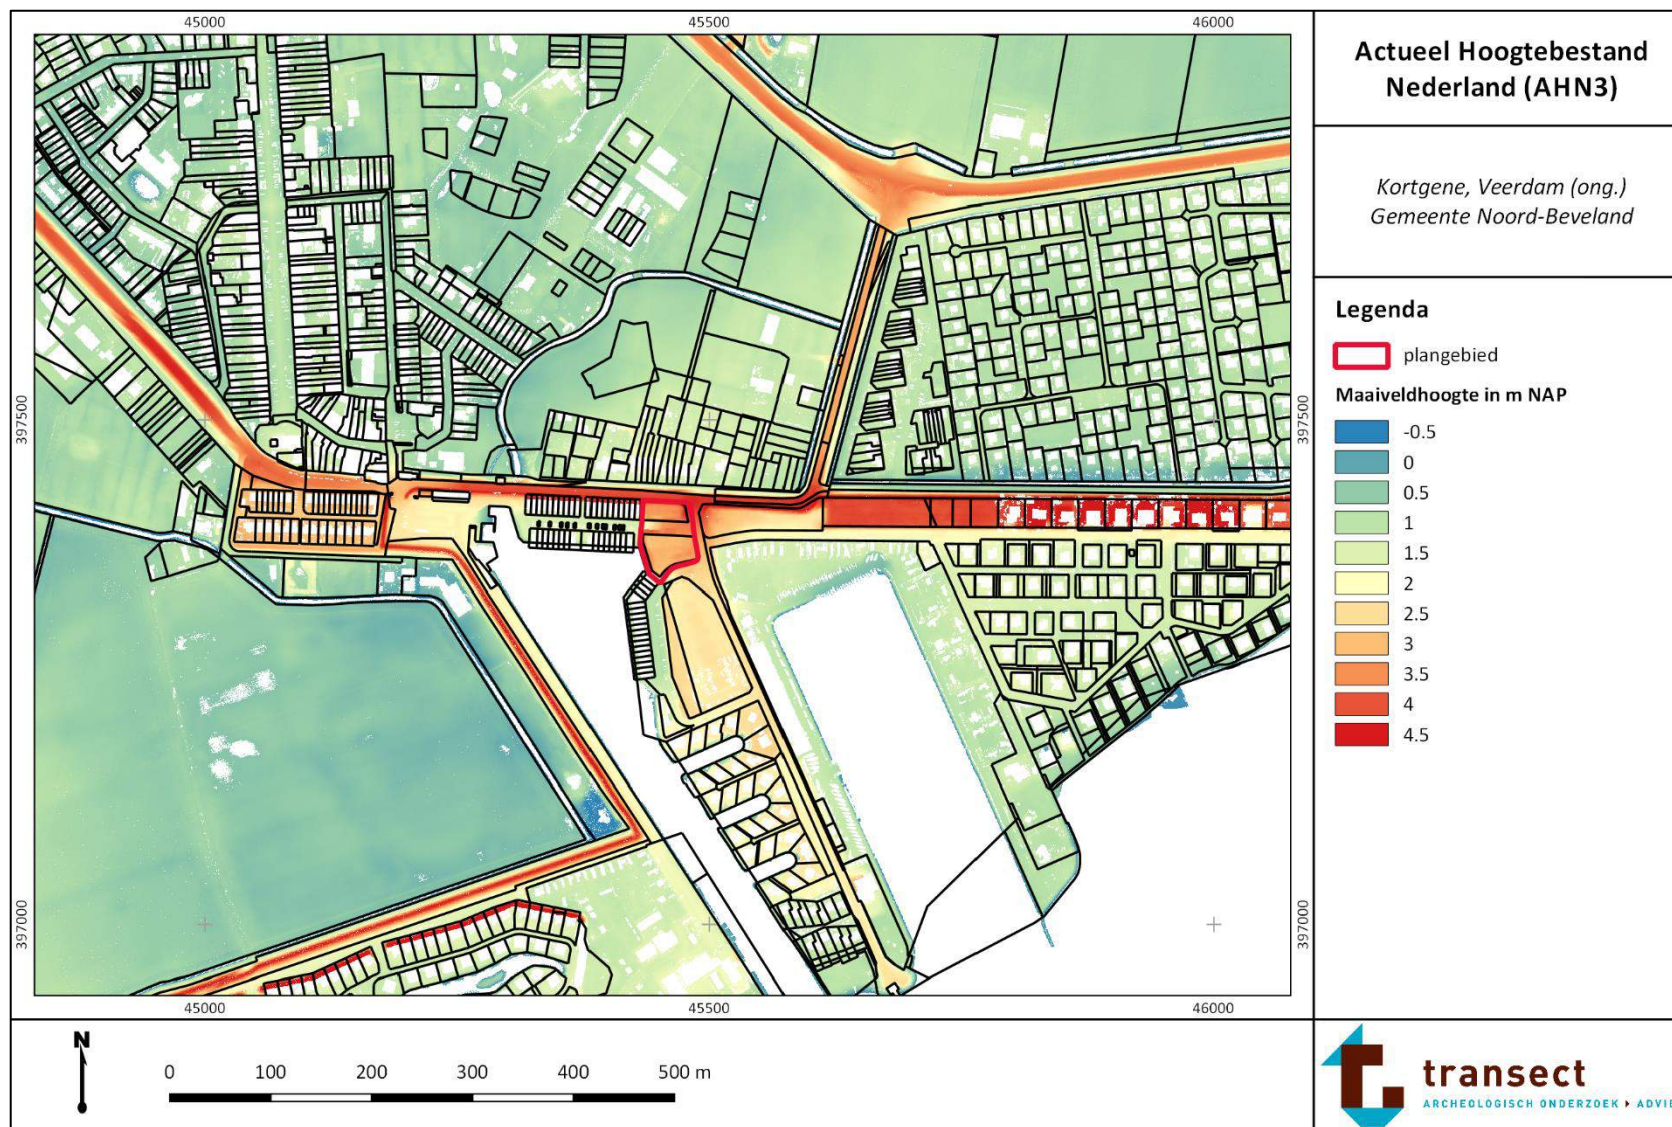 45000 45500 46000
397500 397500
397000 397000
45000 45500 46000
Actueel Hoogtebestand
Nederland (AHN3)
Kortgene, Veerdam (ong.)
Gemeente Noord-Beveland
Legenda
plangebied
Maaiveldhoogte in m NAP
-0.5
0
0.5
1
1.5
2
2.5
3
3.5
4
4.5
N
0 100 200 300 400 500 m
transect
ARCHEOLOGISCH ONDERZOEK ▸ ADVIE